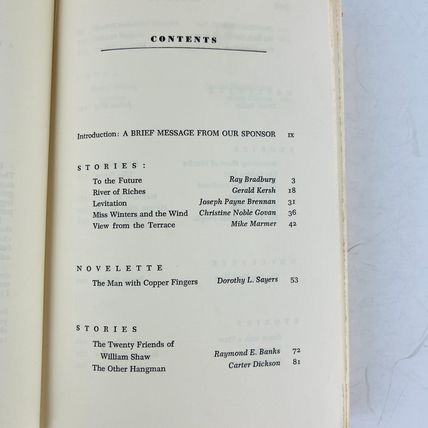 CONTENTS
Introduction: A BRIEF MESSAGE FROM OUR SPONSOR ix
STORIES:
To the Future Ray Bradbury 3
River of Riches Gerald Kersh 18
Levitation Joseph Payne Brennan 31
Miss Winters and the Wind Christine Noble Govan 36
View from the Terrace Mike Marmer 42
NOVELETTE
The Man with Copper Fingers Dorothy L. Sayers 53
STORIES
The Twenty Friends of
William Shaw Raymond E. Banks 72
The Other Hangman Carter Dickson 81